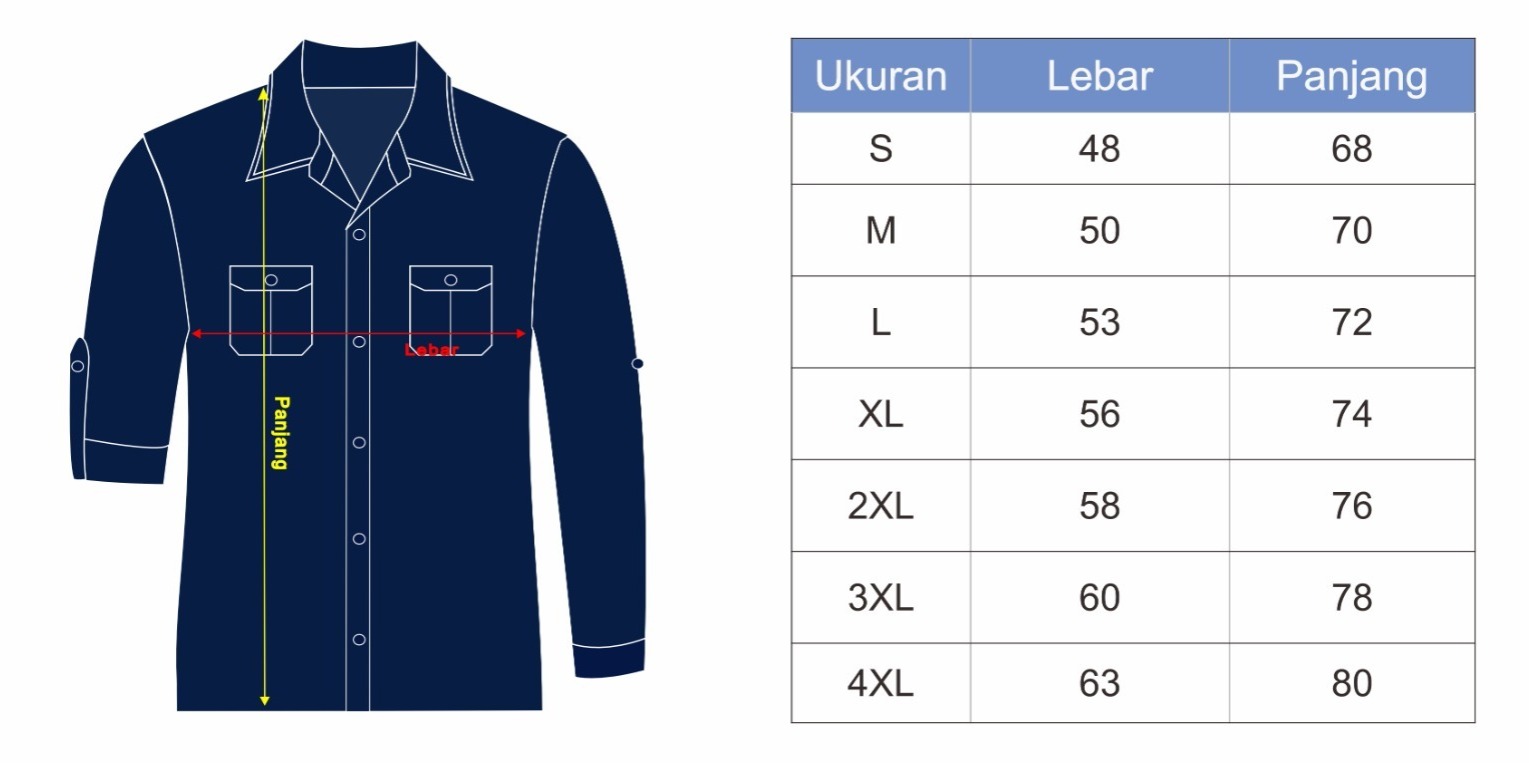 Lebar
Panjang
Ukuran Lebar Panjang
S 48 68
M 50 70
L 53 72
XL 56 74
2XL 58 76
3XL 60 78
4XL 63 80